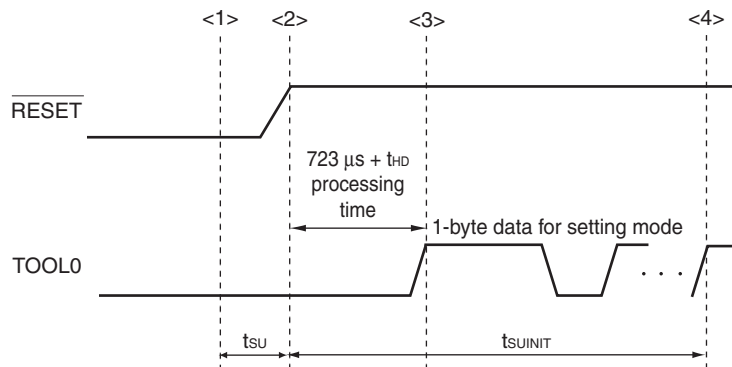 <1> <2> <3> <4>
RESET
723 μs + tHD
processing
time
1-byte data for setting mode
TOOL0
. . .
tSU
tSUINIT